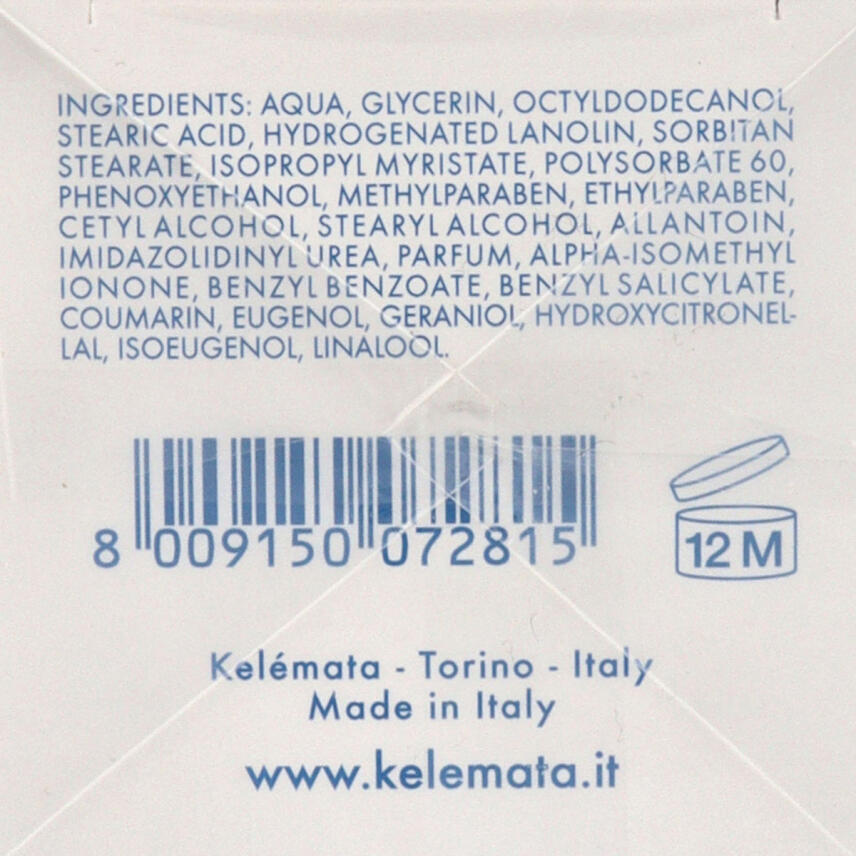 INGREDIENTS: AQUA, GLYCERIN, OCTYLDODECANOL,
STEARIC ACID, HYDROGENATED LANOLIN, SORBITAN
STEARATE, ISOPROPYL MYRISTATE, POLYSORBATE 60,
PHENOXYETHANOL, METHYLPARABEN, ETHYLPARABEN,
CETYL ALCOHOL, STEARYL ALCOHOL, ALLANTOIN,
IMIDAZOLIDINYL UREA, PARFUM, ALPHA-ISOMETHYL
IONONE, BENZYL BENZOATE, BENZYL SALICYLATE,
COUMARIN, EUGENOL, GERANIOL, HYDROXYCITRONEL-
LAL, ISOEUGENOL, LINALOOL.
8 009150 072815
12 M
Kelémata - Torino - Italy
Made in Italy
www.kelemata.it